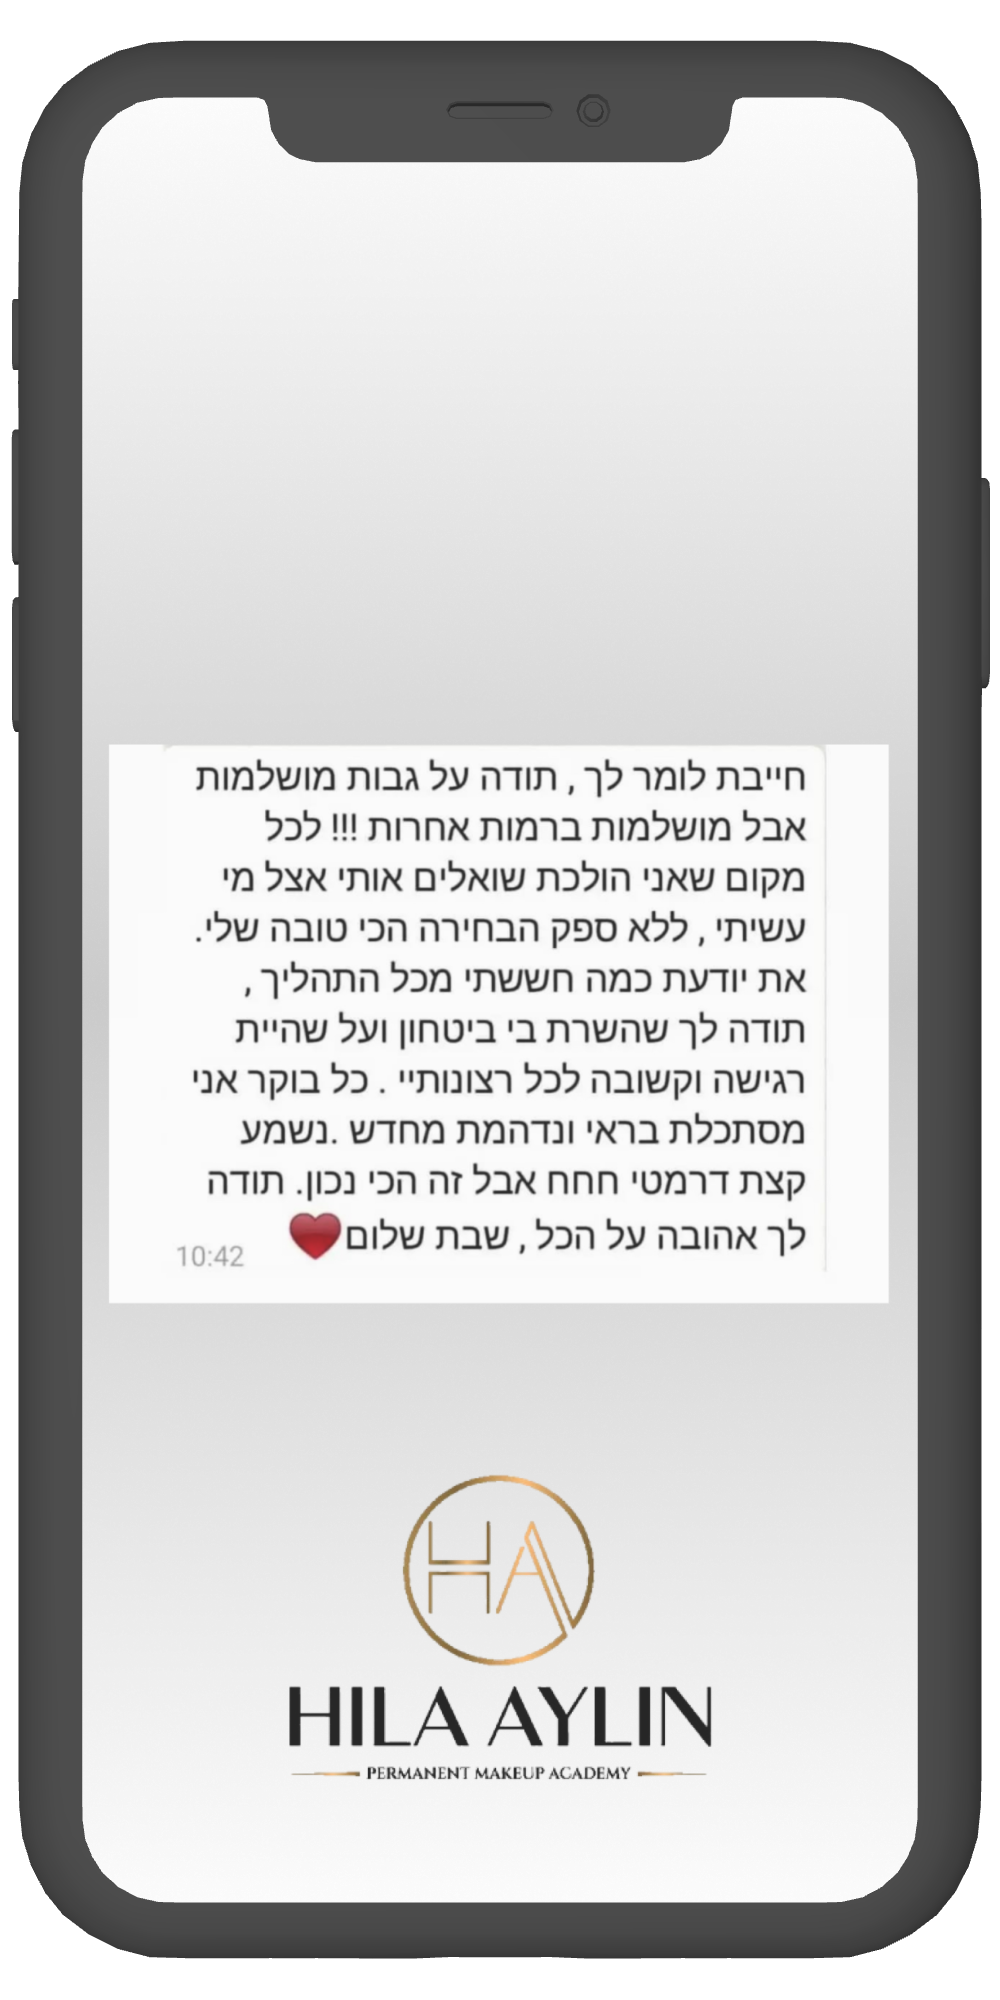 חייבת לומר לך , תודה על גבות מושלמות
אבל מושלמות ברמות אחרות !!! לכל
מקום שאני הולכת שואלים אותי אצל מי
עשיתי , ללא ספק הבחירה הכי טובה שלי.
את יודעת כמה חששתי מכל התהליך ,
תודה לך שהשרת בי ביטחון ועל שהיית
רגישה וקשובה לכל רצונותיי . כל בוקר אני
מסתכלת בראי ונדהמת מחדש .נשמע
קצת דרמטי חחח אבל זה הכי נכון. תודה
לך אהובה על הכל , שבת שלום❤️
10:42
HA
HILA AYLIN
PERMANENT MAKEUP ACADEMY